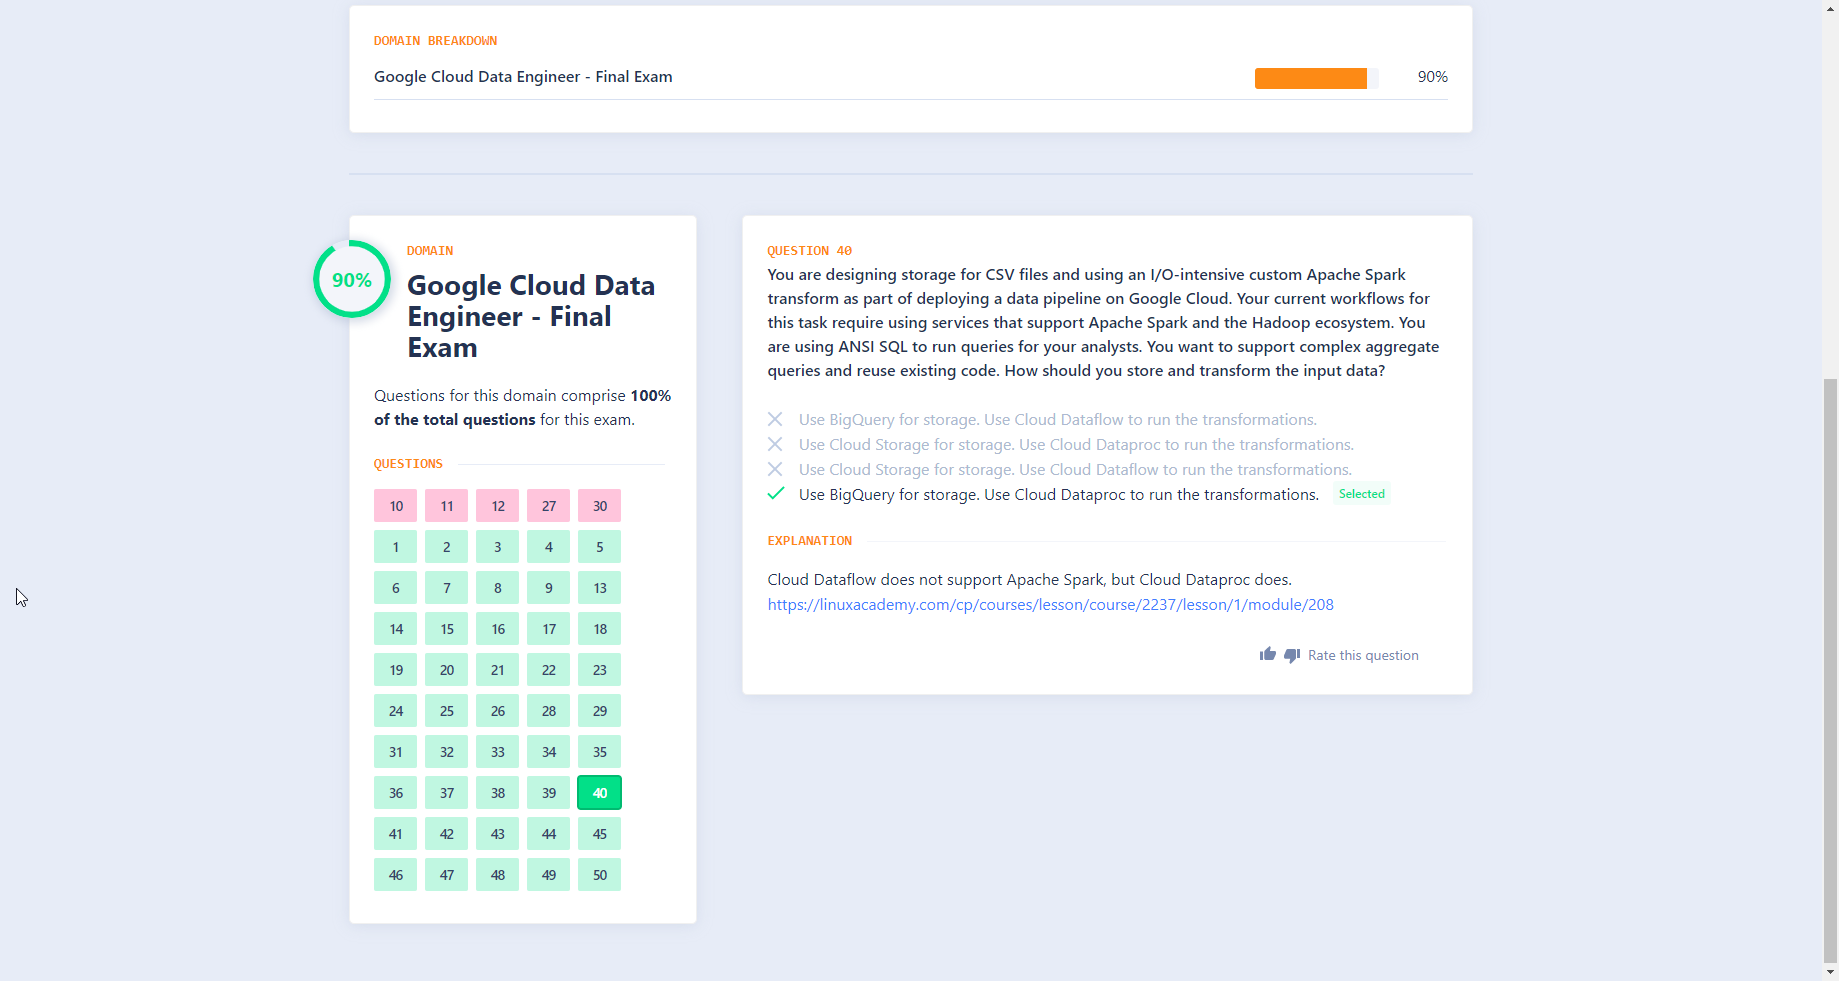 DOMAIN BREAKDOWN
Google Cloud Data Engineer - Final Exam 90%
90%
DOMAIN
Google Cloud Data
Engineer - Final
Exam
Questions for this domain comprise 100%
of the total questions for this exam.
QUESTIONS
10 11 12 27 30
1 2 3 4 5
6 7 8 9 13
14 15 16 17 18
19 20 21 22 23
24 25 26 28 29
31 32 33 34 35
36 37 38 39 40
41 42 43 44 45
46 47 48 49 50
QUESTION 40
You are designing storage for CSV files and using an I/O-intensive custom Apache Spark
transform as part of deploying a data pipeline on Google Cloud. Your current workflows for
this task require using services that support Apache Spark and the Hadoop ecosystem. You
are using ANSI SQL to run queries for your analysts. You want to support complex aggregate
queries and reuse existing code. How should you store and transform the input data?
Use BigQuery for storage. Use Cloud Dataflow to run the transformations.
Use Cloud Storage for storage. Use Cloud Dataproc to run the transformations.
Use Cloud Storage for storage. Use Cloud Dataflow to run the transformations.
Use BigQuery for storage. Use Cloud Dataproc to run the transformations. Selected
EXPLANATION
Cloud Dataflow does not support Apache Spark, but Cloud Dataproc does.
https://linuxacademy.com/cp/courses/lesson/course/2237/lesson/1/module/208
Rate this question